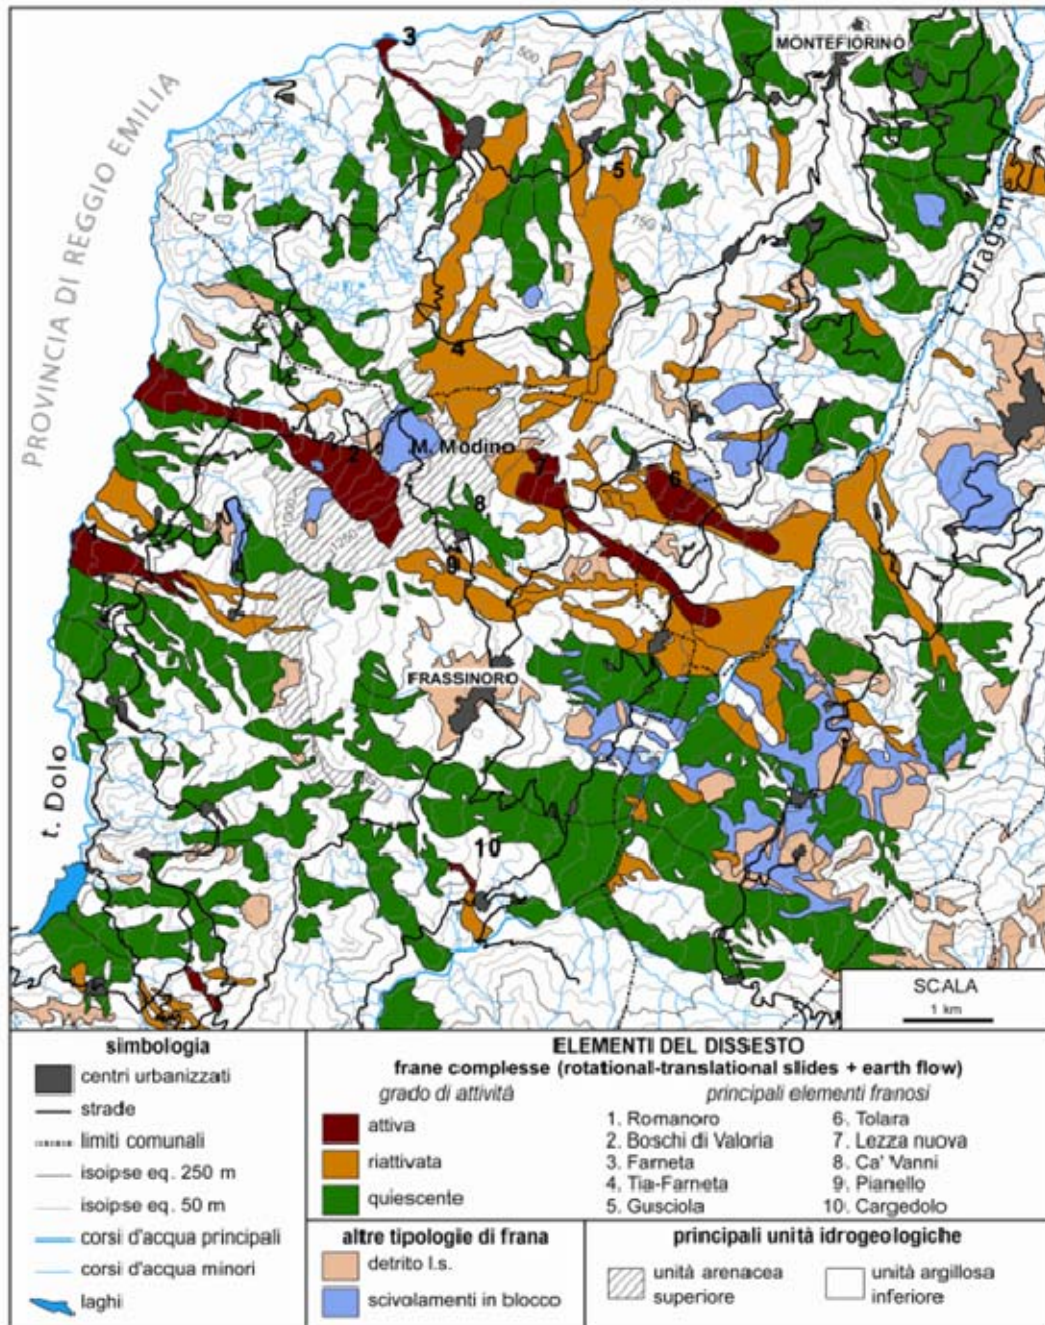 3
MONTEFIORINO
500
PROVINCIA DI REGGIO EMILIA
5
750
t. Dragon
4
2
M. Modino
7
6
8
1000
1250
1
9
FRASSINORO
t. Dolo
10
SCALA
1 km
simbologia
centri urbanizzati
strade
limiti comunali
isoipse eq. 250 m
isoipse eq. 50 m
corsi d'acqua principali
corsi d'acqua minori
laghi
ELEMENTI DEL DISSESTO
frane complesse (rotational-translational slides + earth flow)
grado di attività
attiva
riattivata
quiescente
principali elementi franosi
1. Romanoro
2. Boschi di Valoria
3. Farneta
4. Tia-Farneta
5. Guisciola
6. Tolara
7. Lezza nuova
8. Ca' Vanni
9. Pianello
10. Cargedolo
altre tipologie di frana
detrito l.s.
scivolamenti in blocco
principali unità idrogeologiche
unità arenacea
superiore
unità argillosa
inferiore